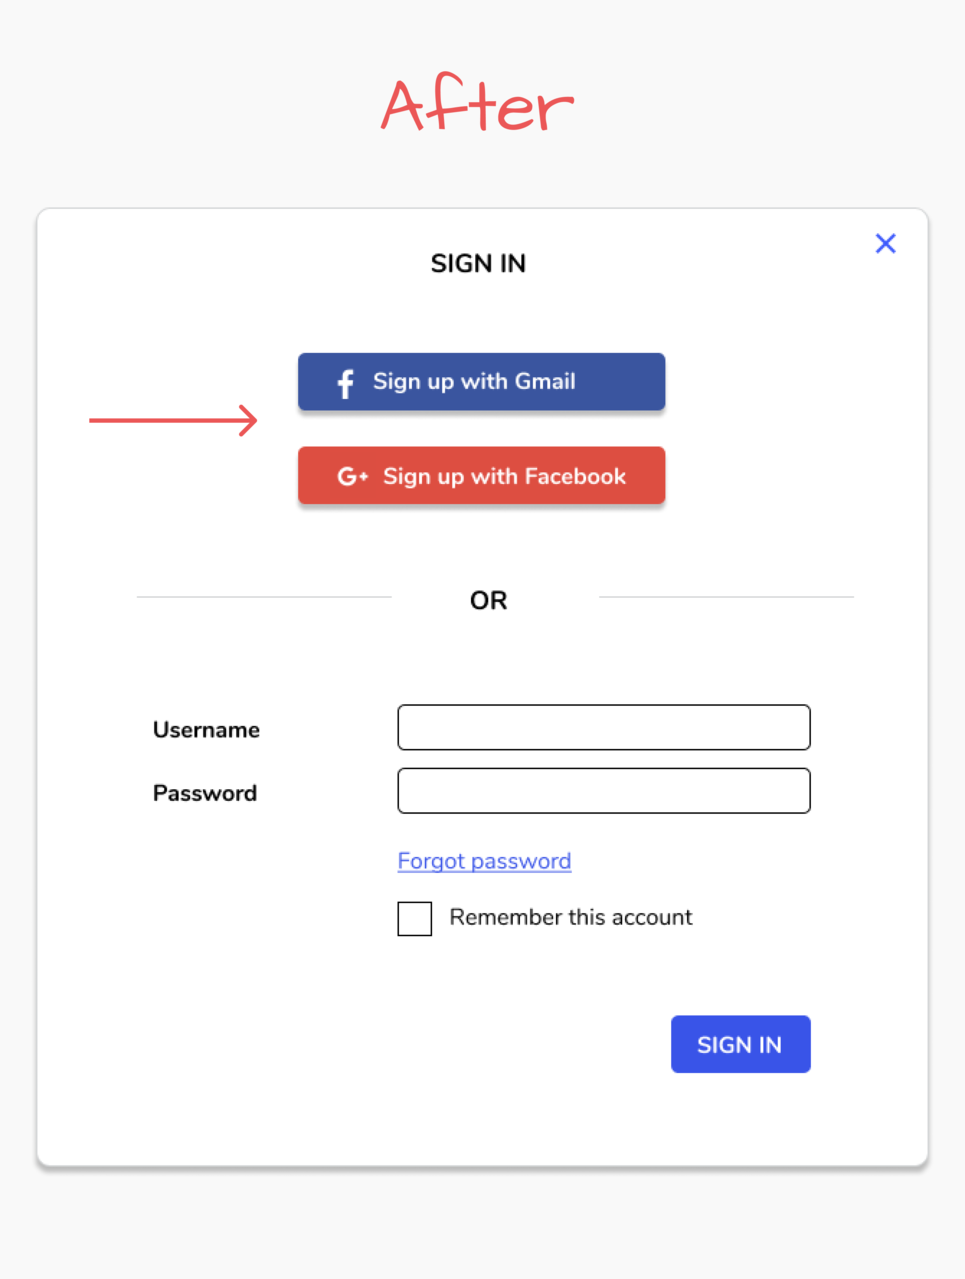 After
SIGN IN
Sign up with Gmail
G+ Sign up with Facebook
OR
Username
Password
Forgot password
Remember this account
SIGN IN